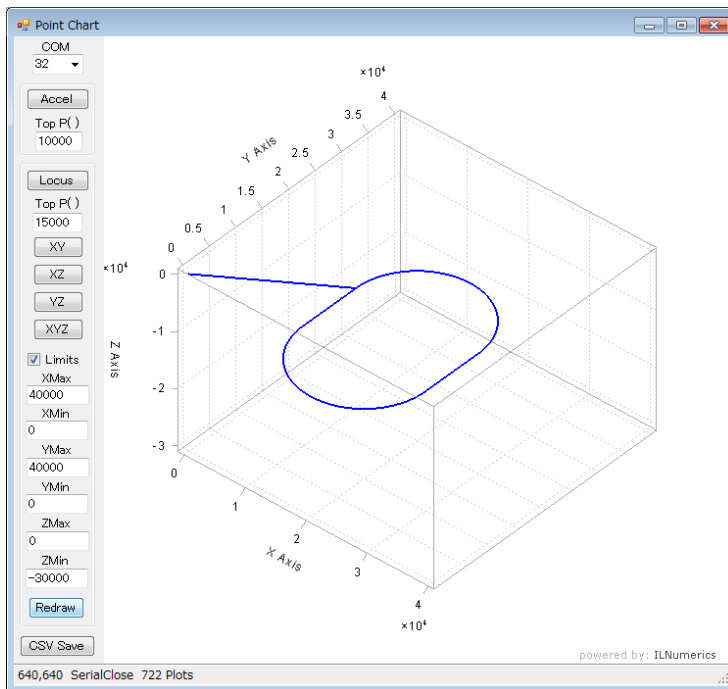 Point Chart
COM
32
Accel
Top P( )
10000
Locus
Top P( )
15000
XY
XZ
YZ
XYZ
Limits
XMax
40000
XMin
0
YMax
40000
YMin
0
ZMax
0
ZMin
-30000
Redraw
CSV Save
×10⁴
4
3.5
3
2.5
2
1.5
1
0.5
0
Y Axis
×10⁴
0
-1
-2
-3
Z Axis
0
1
2
3
4
X Axis
×10⁴
powered by: ILNumerics
640,640 SerialClose 722 Plots